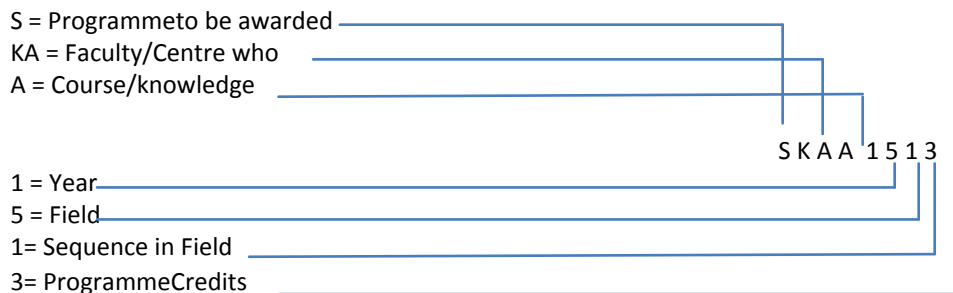 S = Programmeto be awarded
KA = Faculty/Centre who
A = Course/knowledge
S K A A 1 5 1 3
1 = Year
5 = Field
1= Sequence in Field
3= ProgrammeCredits